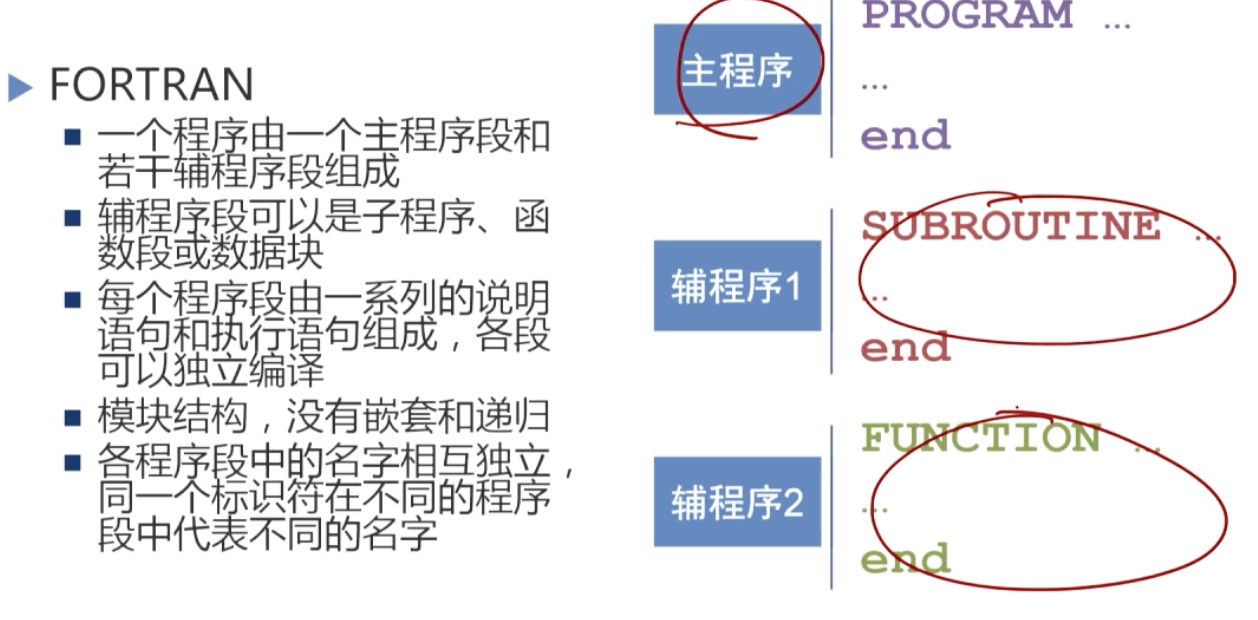 FORTRAN
一个程序由一个主程序段和
若干辅程序段组成
辅程序段可以是子程序、函
数段或数据块
每个程序段由一系列的说明
语句和执行语句组成，各段
可以独立编译
模块结构，没有嵌套和递归
各程序段中的名字相互独立，
同一个标识符在不同的程序
段中代表不同的名字
主程序
PROGRAM …
…
end
辅程序1
SUBROUTINE …
…
end
辅程序2
FUNCTION …
…
end